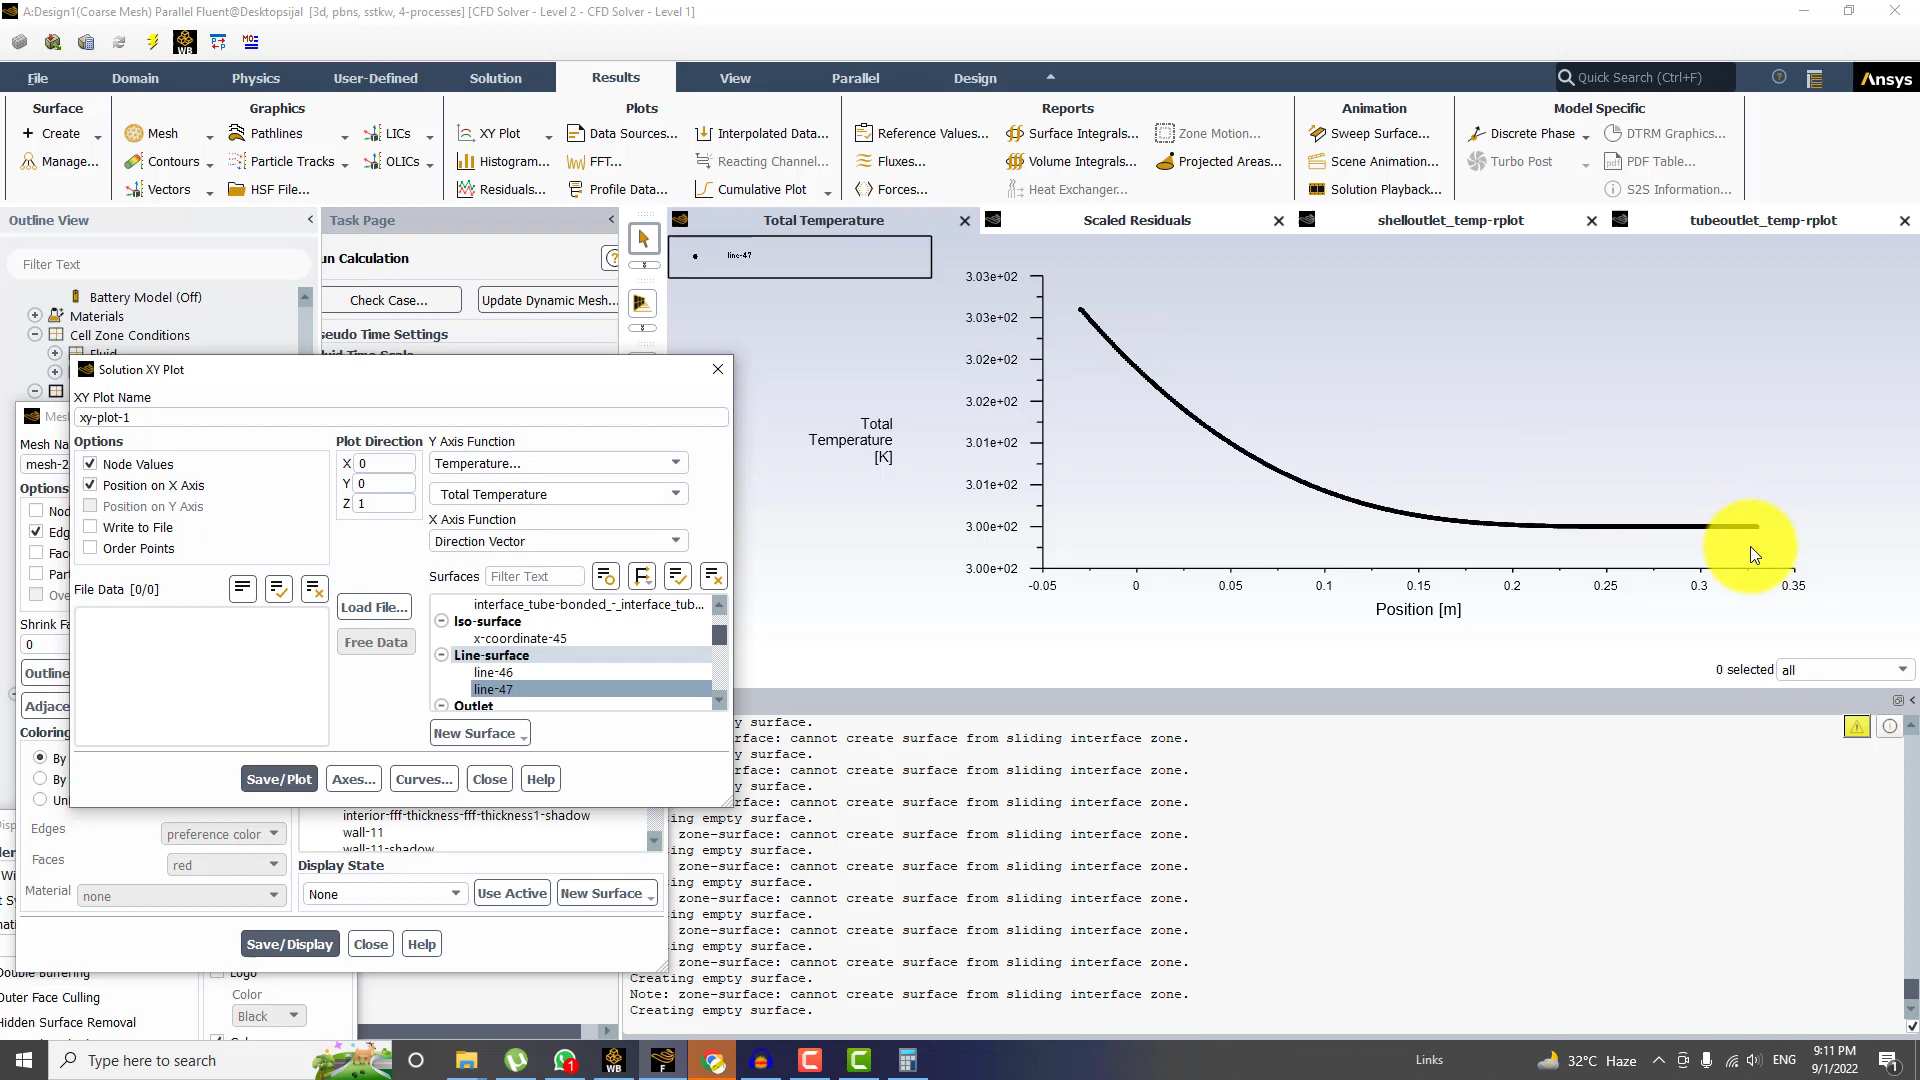 A:Design1(Coarse Mesh) Parallel Fluent@Desktopsijal [3d, pbns, sstkw, 4-processes] [CFD Solver - Level 2 - CFD Solver - Level 1]
WB
File Domain Physics User-Defined Solution Results View Parallel Design Quick Search (Ctrl+F) Ansys
Surface Graphics Plots Reports Animation Model Specific
Create Mesh Pathlines LICs XY Plot Data Sources... Interpolated Data... Reference Values... Surface Integrals... Zone Motion... Sweep Surface... Discrete Phase DTRM Graphics...
Manage... Contours Particle Tracks OLICs Histogram... FFT... Reacting Channel... Fluxes... Volume Integrals... Projected Areas... Scene Animation... Turbo Post PDF Table...
Vectors HSF File... Residuals... Profile Data... Cumulative Plot Forces... Heat Exchanger... Solution Playback... S2S Information...
Outline View Task Page Total Temperature Scaled Residuals shelloutlet_temp-rplot tubeoutlet_temp-rplot
Filter Text
Battery Model (Off)
Materials
Cell Zone Conditions
Fluid
un Calculation
Check Case... Update Dynamic Mesh...
seudo Time Settings
line-47
3.03e+02
3.03e+02
3.02e+02
3.02e+02
3.01e+02
3.01e+02
3.00e+02
3.00e+02
Total
Temperature
[K]
-0.05 0 0.05 0.1 0.15 0.2 0.25 0.3 0.35
Position [m]
0 selected all
Solution XY Plot
XY Plot Name
xy-plot-1
Options
Node Values
Position on X Axis
Position on Y Axis
Write to File
Order Points
Plot Direction
X 0
Y 0
Z 1
Y Axis Function
Temperature...
Total Temperature
X Axis Function
Direction Vector
File Data [0/0]
Load File...
Free Data
Surfaces Filter Text
interface_tube-bonded_-_interface_tub...
Iso-surface
x-coordinate-45
Line-surface
line-46
line-47
Outlet
New Surface
Save/Plot Axes... Curves... Close Help
Mes
Mesh Na
mesh-2
Options
Nod
Edg
Fac
Par
Ove
Shrink Fa
0
Outline
Adjace
Coloring
By
By
Un
Edges preference color
Faces red
Material none
interior-fff-thickness-fff-thickness1-shadow
wall-11
wall-11-shadow
Display State
None Use Active New Surface
Save/Display Close Help
Double Buffering
Outer Face Culling
Hidden Surface Removal
Logo
Color
Black
y surface.
rface: cannot create surface from sliding interface zone.
y surface.
rface: cannot create surface from sliding interface zone.
y surface.
rface: cannot create surface from sliding interface zone.
ing empty surface.
zone-surface: cannot create surface from sliding interface zone.
ing empty surface.
zone-surface: cannot create surface from sliding interface zone.
ing empty surface.
zone-surface: cannot create surface from sliding interface zone.
ing empty surface.
zone-surface: cannot create surface from sliding interface zone.
ing empty surface.
zone-surface: cannot create surface from sliding interface zone.
Creating empty surface.
Note: zone-surface: cannot create surface from sliding interface zone.
Creating empty surface.
Type here to search
1
WB
F
Links
32°C Haze
ENG
9:11 PM
9/1/2022
1